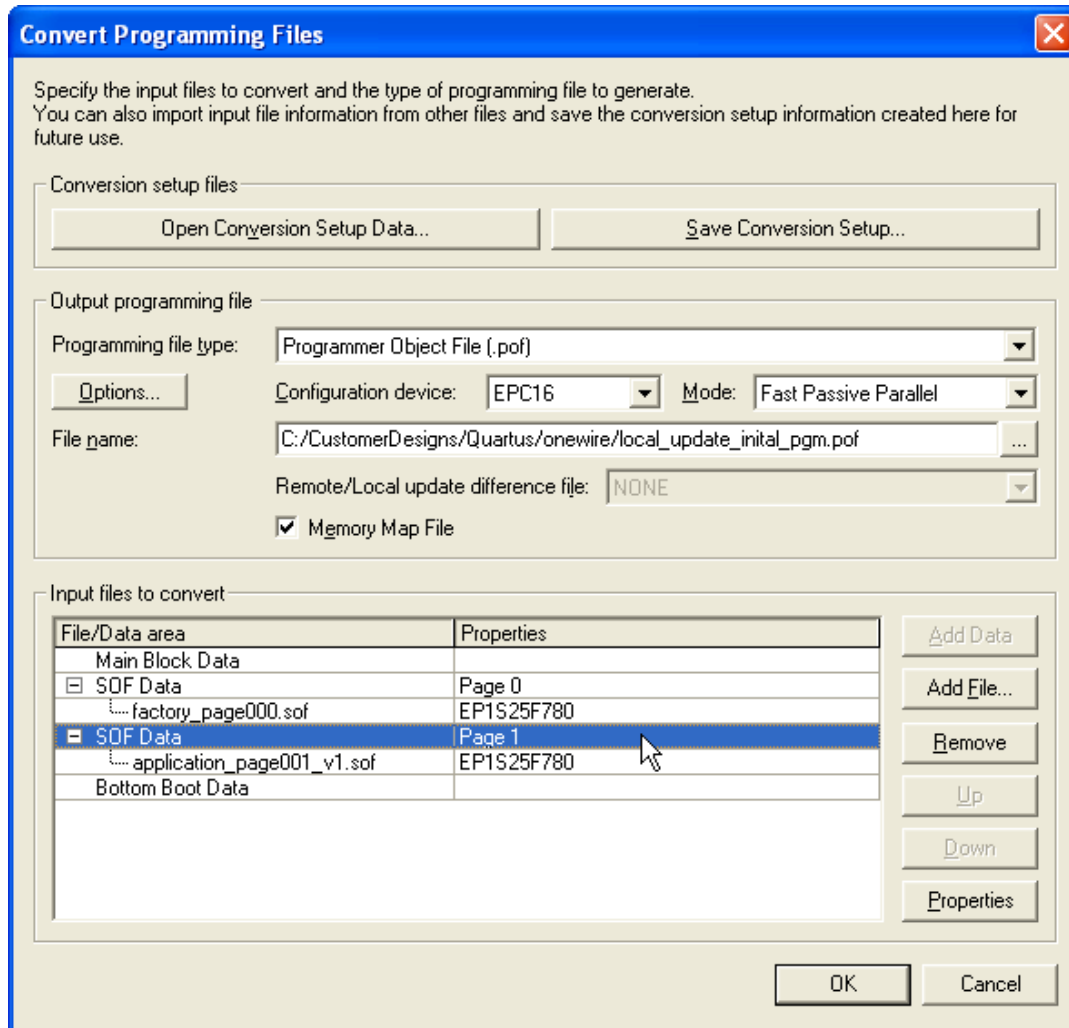 Convert Programming Files
Specify the input files to convert and the type of programming file to generate.
You can also import input file information from other files and save the conversion setup information created here for
future use.
Conversion setup files
Open Conversion Setup Data... Save Conversion Setup...
Output programming file
Programming file type: Programmer Object File (.pof)
Options... Configuration device: EPC16 Mode: Fast Passive Parallel
File name: C:/CustomerDesigns/Quartus/onewire/local_update_inital_pgm.pof ...
Remote/Local update difference file: NONE
Memory Map File
Input files to convert
File/Data area Properties Add Data
Main Block Data
SOF Data Page 0 Add File...
factory_page000.sof EP1S25F780
SOF Data Page 1 Remove
application_page001_v1.sof EP1S25F780
Bottom Boot Data Up
Down
Properties
OK Cancel